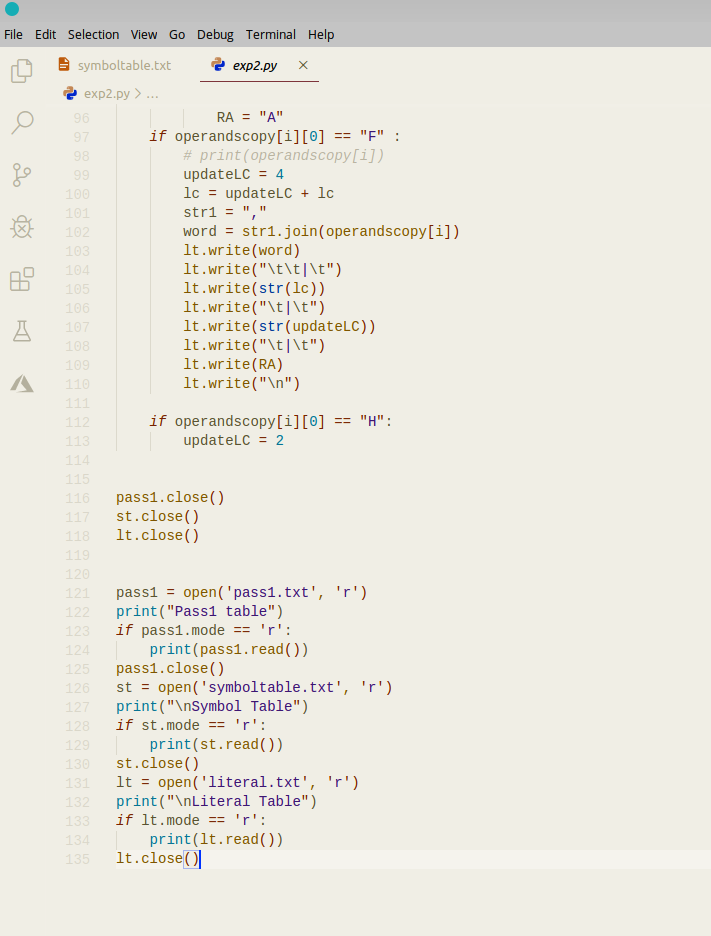 File Edit Selection View Go Debug Terminal Help
symboltable.txt exp2.py ×
exp2.py > ...
96 RA = "A"
97 if operandscopy[i][0] == "F" :
98 # print(operandscopy[i])
99 updateLC = 4
100 lc = updateLC + lc
101 str1 = ","
102 word = str1.join(operandscopy[i])
103 lt.write(word)
104 lt.write("\t\t|\t")
105 lt.write(str(lc))
106 lt.write("\t|\t")
107 lt.write(str(updateLC))
108 lt.write("\t|\t")
109 lt.write(RA)
110 lt.write("\n")
111
112 if operandscopy[i][0] == "H":
113 updateLC = 2
114
115
116 pass1.close()
117 st.close()
118 lt.close()
119
120
121 pass1 = open('pass1.txt', 'r')
122 print("Pass1 table")
123 if pass1.mode == 'r':
124 print(pass1.read())
125 pass1.close()
126 st = open('symboltable.txt', 'r')
127 print("\nSymbol Table")
128 if st.mode == 'r':
129 print(st.read())
130 st.close()
131 lt = open('literal.txt', 'r')
132 print("\nLiteral Table")
133 if lt.mode == 'r':
134 print(lt.read())
135 lt.close()